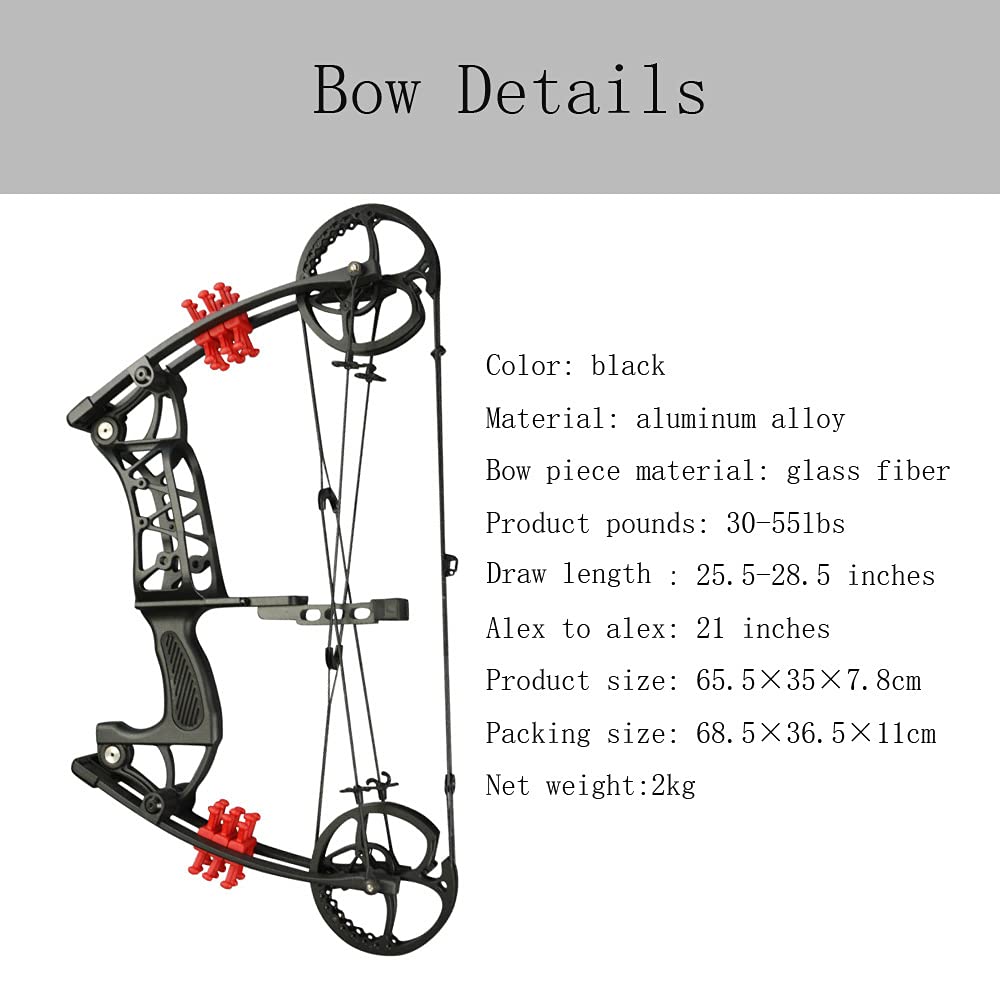 Bow Details
Color: black
Material: aluminum alloy
Bow piece material: glass fiber
Product pounds: 30-55lbs
Draw length : 25.5-28.5 inches
Alex to alex: 21 inches
Product size: 65.5×35×7.8cm
Packing size: 68.5×36.5×11cm
Net weight:2kg